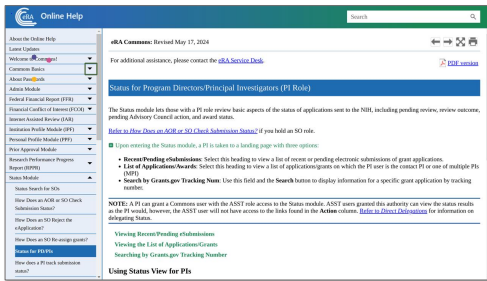 eRA Online Help
Search
About the Online Help
Latest Updates
Welcome to Commons!
Commons Basics
About Passwords
Admin Module
Federal Financial Report (FFR)
Financial Conflict of Interest (FCOI)
Internet Assisted Review (IAR)
Institution Profile Module (IPF)
Personal Profile Module (PPF)
Prior Approval Module
Research Performance Progress
Report (RPPR)
Status Module
Status Search for SOs
How Does an AOR or SO Check
Submission Status?
How Does an SO Reject the
eApplication?
How Does an SO Re-assign grants?
Status for PD/PIs
How does a PI track submission
status?
eRA Commons: Revised May 17, 2024
For additional assistance, please contact the eRA Service Desk.
PDF version
Status for Program Directors/Principal Investigators (PI Role)
The Status module lets those with a PI role review basic aspects of the status of applications sent to the NIH, including pending review, review outcome,
pending Advisory Council action, and award status.
Refer to How Does an AOR or SO Check Submission Status? if you hold an SO role.
Upon entering the Status module, a PI is taken to a landing page with three options:
• Recent/Pending eSubmissions: Select this heading to view a list of recent or pending electronic submissions of grant applications.
• List of Applications/Awards: Select this heading to view a list of applications/grants on which the PI user is the contact PI or one of multiple PIs
(MPI)
• Search by Grants.gov Tracking Num: Use this field and the Search button to display information for a specific grant application by tracking
number.
NOTE: A PI can grant a Commons user with the ASST role access to the Status module. ASST users granted this authority can view the status results
as the PI would, however, the ASST user will not have access to the links found in the Action column. Refer to Direct Delegations for information on
delegating Status.
Viewing Recent/Pending eSubmissions
Viewing the List of Applications/Grants
Searching by Grants.gov Tracking Number
Using Status View for PIs